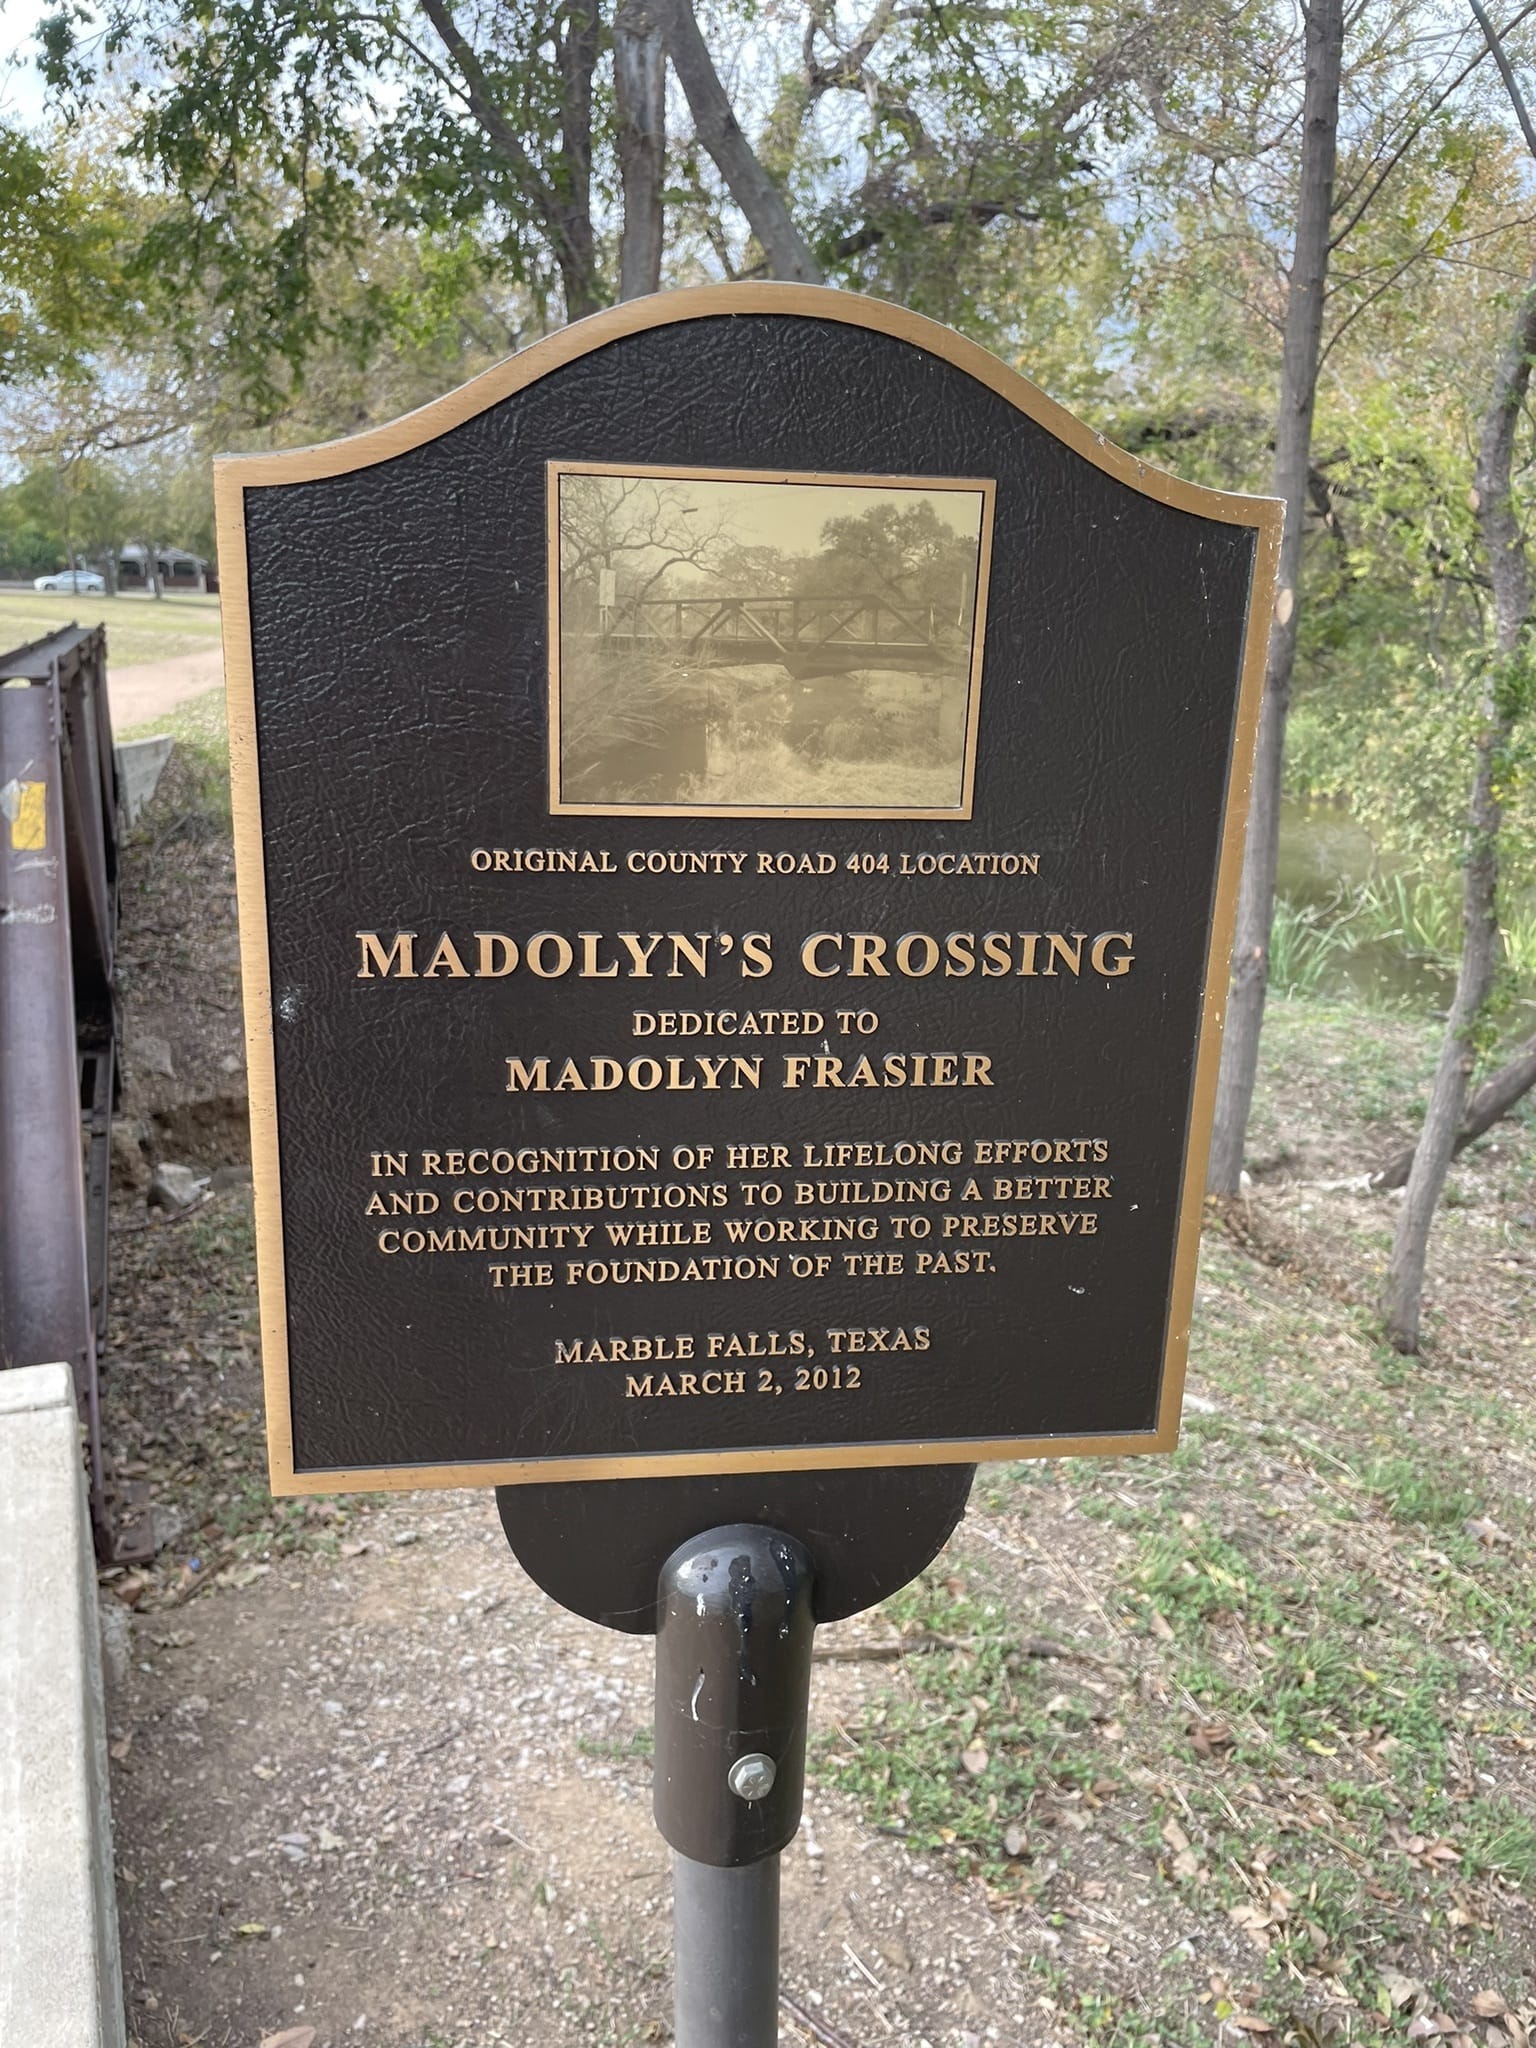 ORIGINAL COUNTY ROAD 404 LOCATION
MADOLYN'S CROSSING
DEDICATED TO
MADOLYN FRASIER
IN RECOGNITION OF HER LIFELONG EFFORTS
AND CONTRIBUTIONS TO BUILDING A BETTER
COMMUNITY WHILE WORKING TO PRESERVE
THE FOUNDATION OF THE PAST.
MARBLE FALLS, TEXAS
MARCH 2, 2012